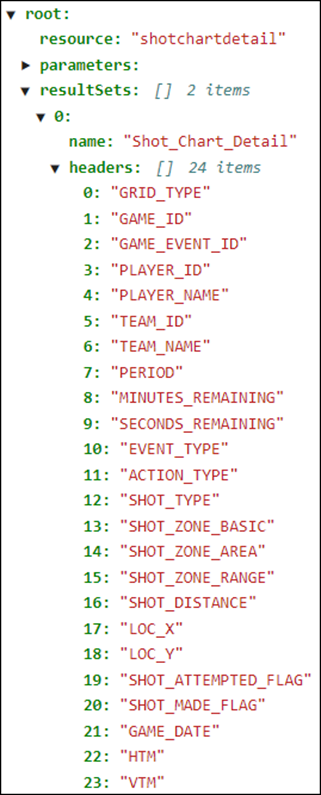 ▼ root:
resource: "shotchartdetail"
▶ parameters:
▼ resultSets: [] 2 items
▼ 0:
name: "Shot_Chart_Detail"
▼ headers: [] 24 items
0: "GRID_TYPE"
1: "GAME_ID"
2: "GAME_EVENT_ID"
3: "PLAYER_ID"
4: "PLAYER_NAME"
5: "TEAM_ID"
6: "TEAM_NAME"
7: "PERIOD"
8: "MINUTES_REMAINING"
9: "SECONDS_REMAINING"
10: "EVENT_TYPE"
11: "ACTION_TYPE"
12: "SHOT_TYPE"
13: "SHOT_ZONE_BASIC"
14: "SHOT_ZONE_AREA"
15: "SHOT_ZONE_RANGE"
16: "SHOT_DISTANCE"
17: "LOC_X"
18: "LOC_Y"
19: "SHOT_ATTEMPTED_FLAG"
20: "SHOT_MADE_FLAG"
21: "GAME_DATE"
22: "HTM"
23: "VTM"